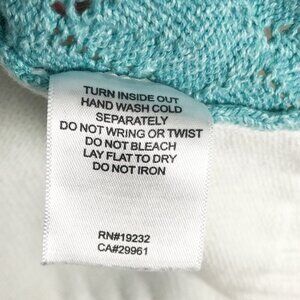 TURN INSIDE OUT
HAND WASH COLD
SEPARATELY
DO NOT WRING OR TWIST
DO NOT BLEACH
LAY FLAT TO DRY
DO NOT IRON
RN#19232
CA#29961